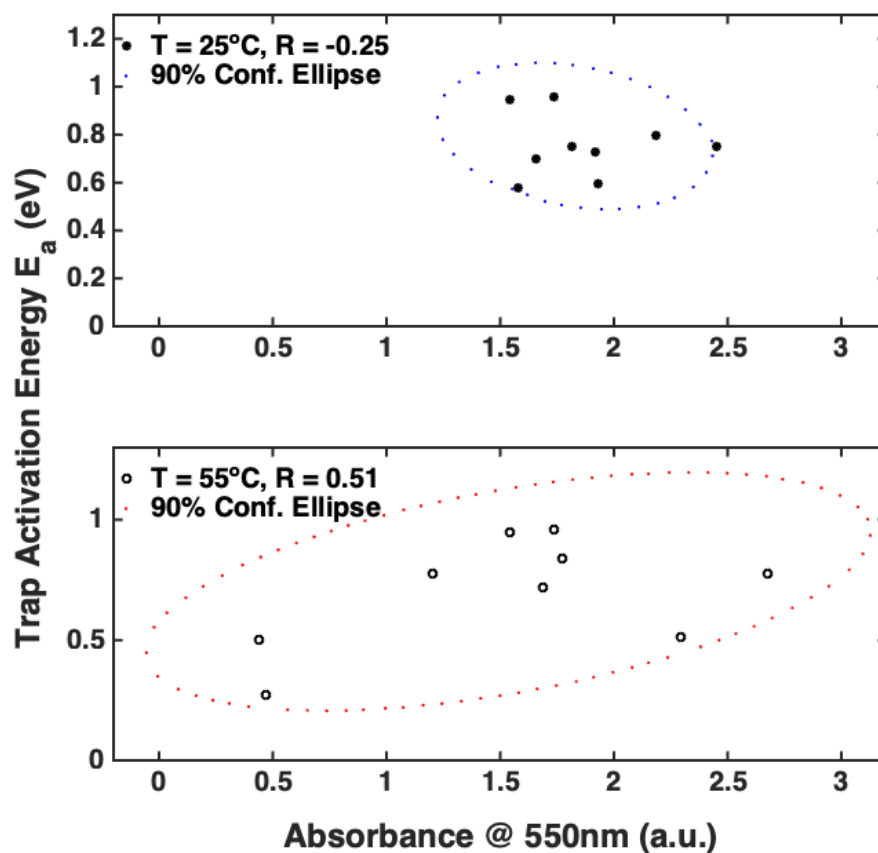 T = 25°C, R = -0.25
90% Conf. Ellipse
1.2
1
0.8
0.6
0.4
0.2
0
0 0.5 1 1.5 2 2.5 3
Trap Activation Energy E_a (eV)
T = 55°C, R = 0.51
90% Conf. Ellipse
1
0.5
0
0 0.5 1 1.5 2 2.5 3
Absorbance @ 550nm (a.u.)